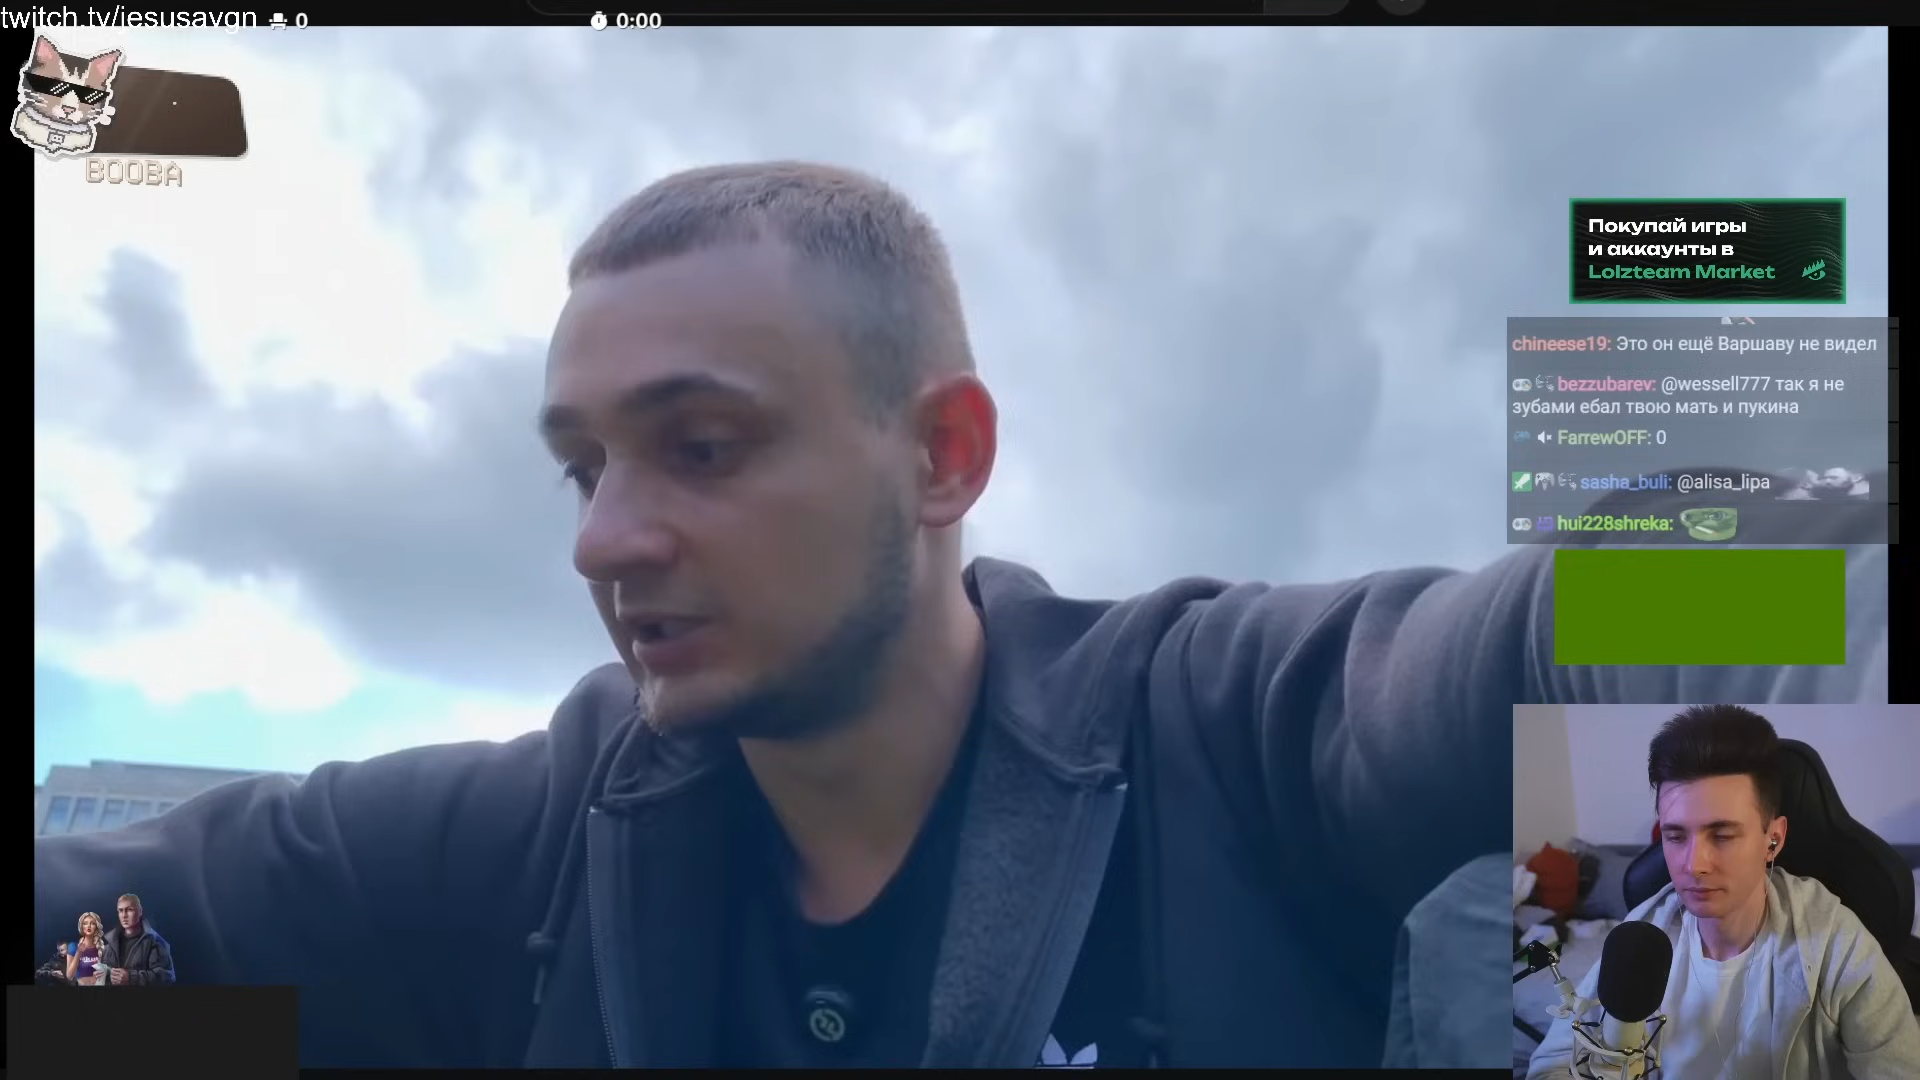 twitch.tv/jesusavgn 0 0:00
BOOBA
Покупай игры
и аккаунты в
Lolzteam Market
chineese19: Это он ещё Варшаву не видел
bezzubarev: @wessell777 так я не
зубами ебал твою мать и пукина
FarrewOFF: 0
sasha_buli: @alisa_lipa
hui228shreka: